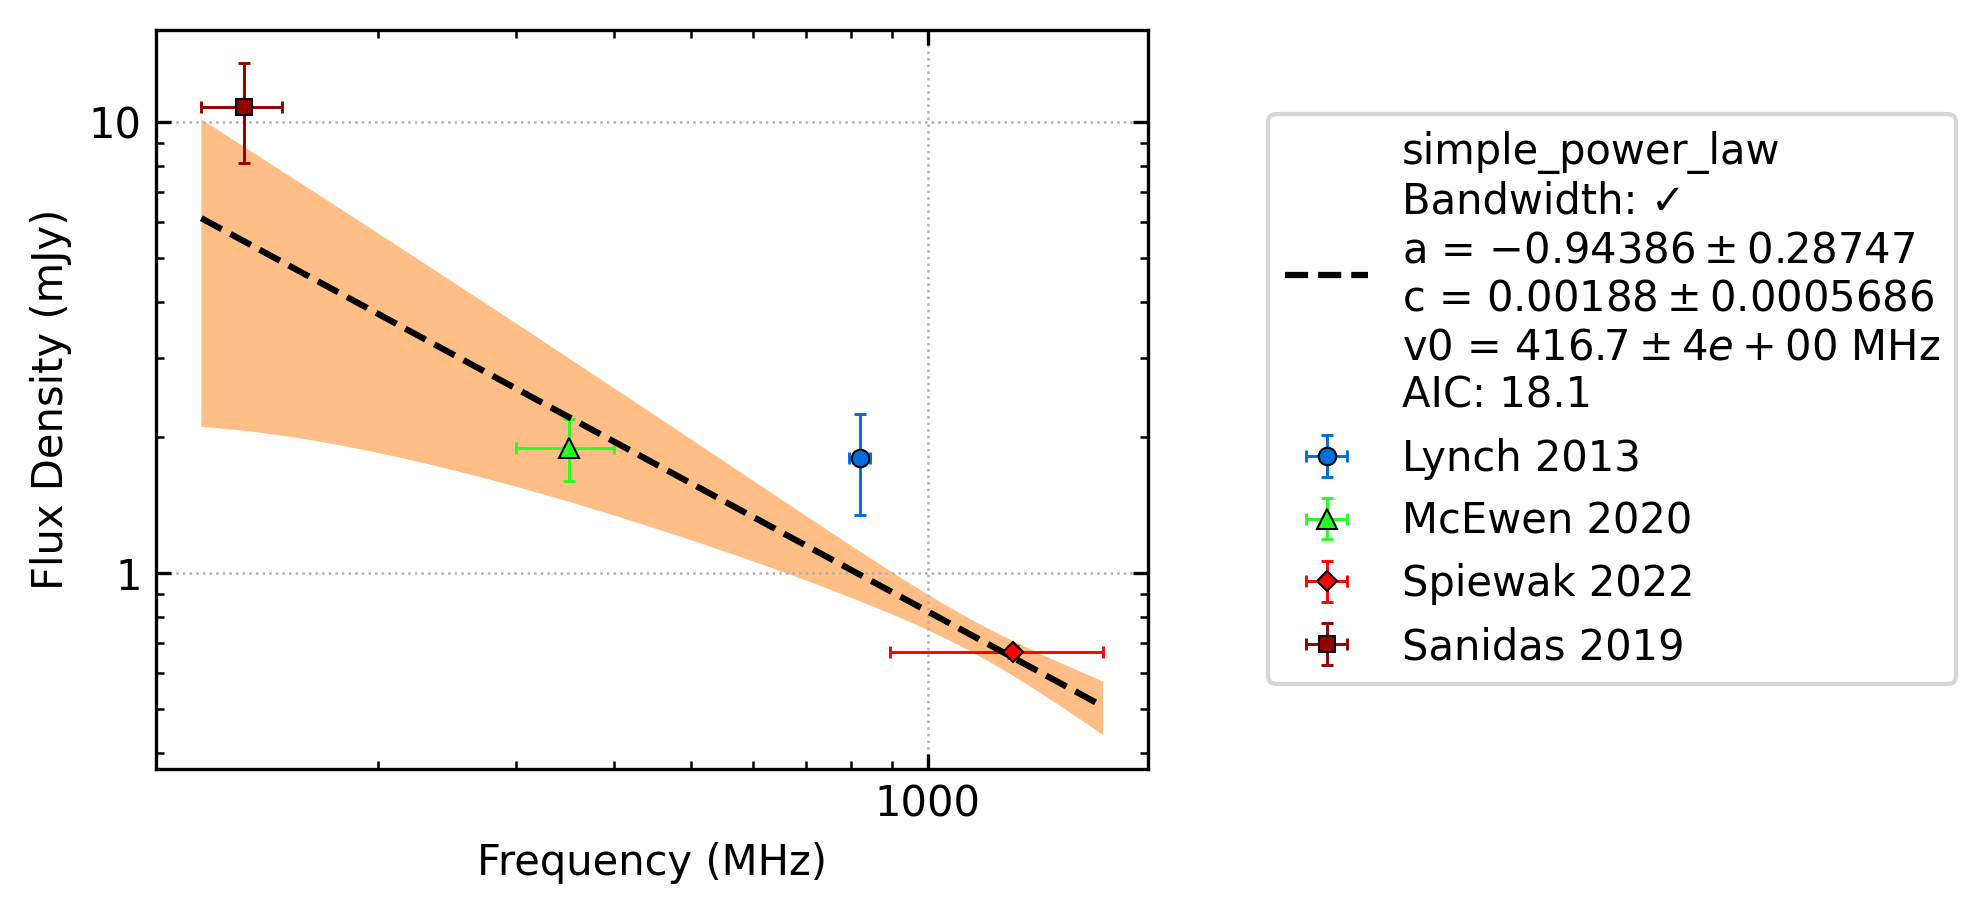 10
1
Flux Density (mJy)
1000
Frequency (MHz)
simple_power_law
Bandwidth: ✓
a = −0.94386 ± 0.28747
c = 0.00188 ± 0.0005686
v0 = 416.7 ± 4e + 00 MHz
AIC: 18.1
Lynch 2013
McEwen 2020
Spiewak 2022
Sanidas 2019